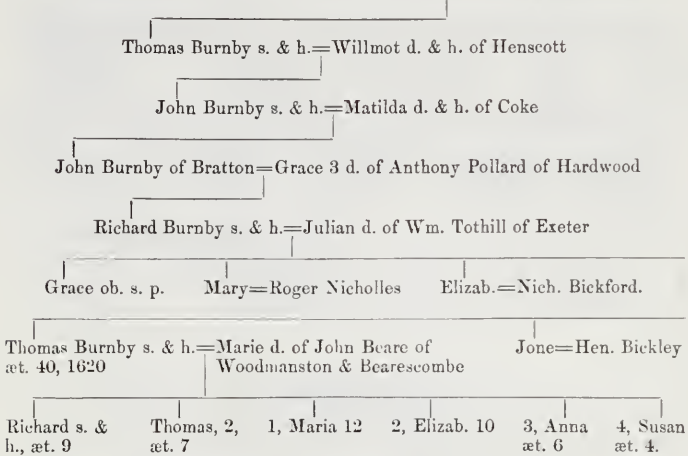 Thomas Burnby s. & h.=Willmot d. & h. of Henscott
John Burnby s. & h.=Matilda d. & h. of Coke
John Burnby of Bratton=Grace 3 d. of Anthony Pollard of Hardwood
Richard Burnby s. & h.=Julian d. of Wm. Tothill of Exeter
Grace ob. s. p. Mary=Roger Nicholles Elizab.=Nich. Bickford.
Thomas Burnby s. & h.=Marie d. of John Beare of Jone=Hen. Bickley
æt. 40, 1620 Woodmanston & Bearescombe
Richard s. & Thomas, 2, 1, Maria 12 2, Elizab. 10 3, Anna 4, Susan
h., æt. 9 æt. 7 æt. 6 æt. 4.